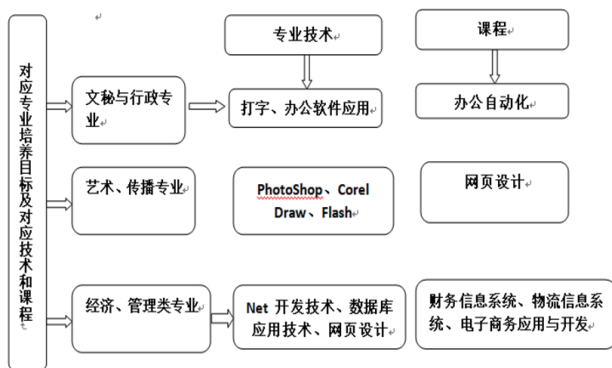 专业技术
课程
对应专业培养目标及对应技术和课程
文秘与行政专
业
打字、办公软件应用
办公自动化
艺术、传播专业
PhotoShop、Corel
Draw、Flash
网页设计
经济、管理类专业
Net 开发技术、数据库
应用技术、网页设计
财务信息系统、物流信息系
统、电子商务应用与开发